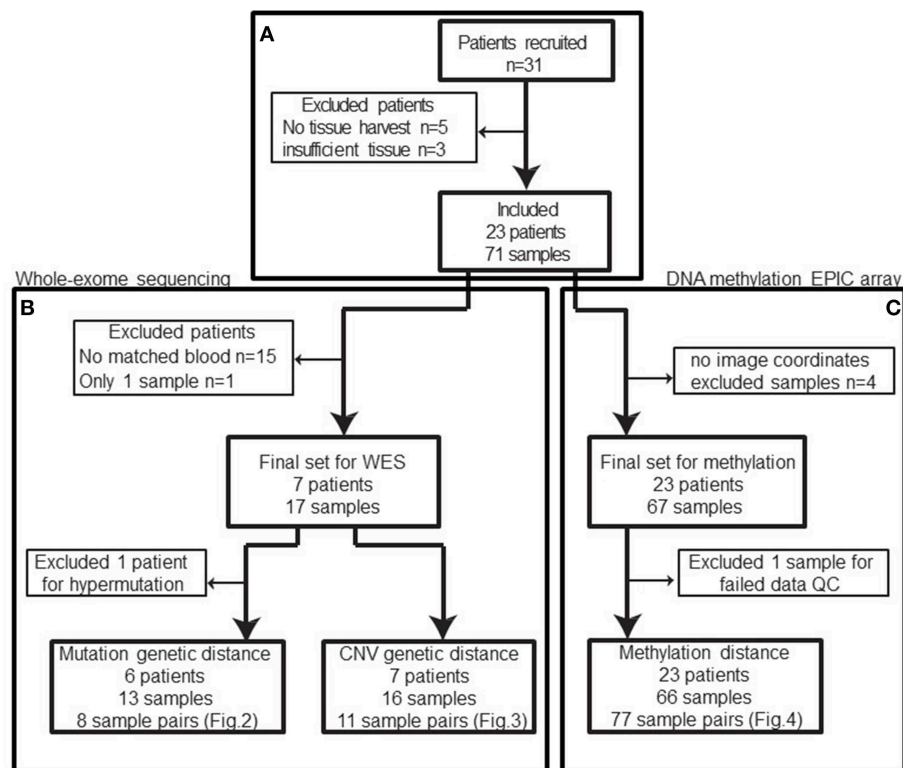 A
Patients recruited
n=31
Excluded patients
No tissue harvest n=5
insufficient tissue n=3
Included
23 patients
71 samples
Whole-exome sequencing
B
Excluded patients
No matched blood n=15
Only 1 sample n=1
Final set for WES
7 patients
17 samples
Excluded 1 patient
for hypermutation
Mutation genetic distance
6 patients
13 samples
8 sample pairs (Fig.2)
CNV genetic distance
7 patients
16 samples
11 sample pairs (Fig.3)
DNA methylation EPIC array
C
no image coordinates
excluded samples n=4
Final set for methylation
23 patients
67 samples
Excluded 1 sample for
failed data QC
Methylation distance
23 patients
66 samples
77 sample pairs (Fig.4)